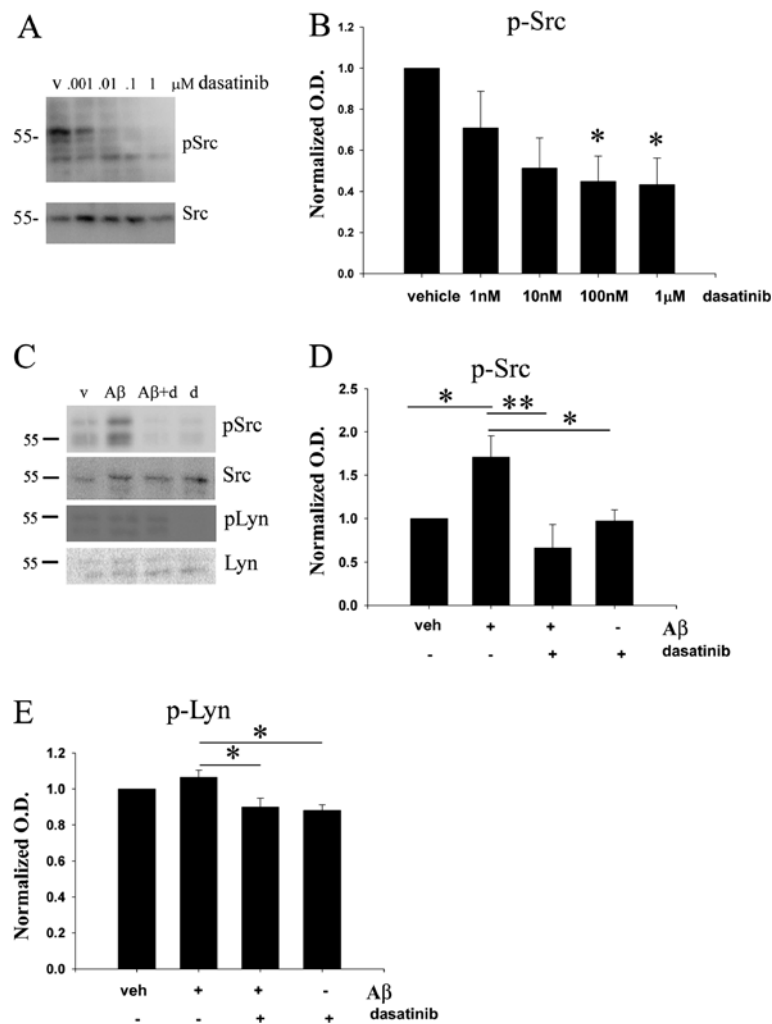 A
v .001 .01 .1 1 μM dasatinib
55-
pSrc
55-
Src
B
p-Src
Normalized O.D.
1.0
0.8
0.6
0.4
0.2
0.0
* *
vehicle 1nM 10nM 100nM 1μM dasatinib
C
v Aβ Aβ+d d
55
pSrc
Src
55
pLyn
55
Lyn
D
p-Src
Normalized O.D.
2.5
2.0
1.5
1.0
0.5
0.0
* ** *
veh + + - Aβ
- - + + dasatinib
E
p-Lyn
Normalized O.D.
1.2
1.0
0.8
0.6
0.4
0.2
0.0
*
*
veh + + - Aβ
- - + + dasatinib